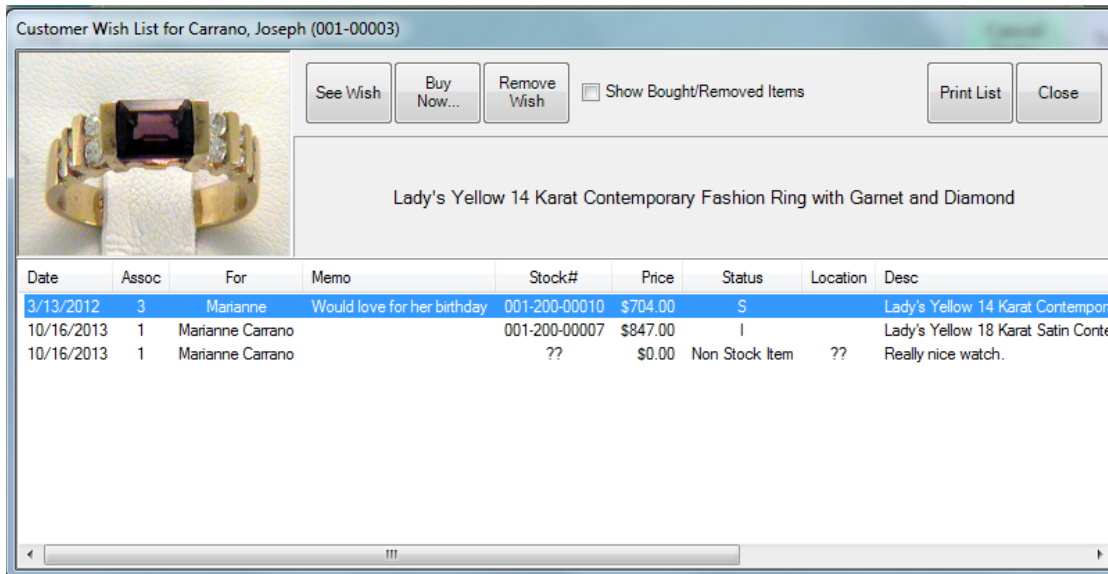 Customer Wish List for Carrano, Joseph (001-00003)
See Wish
Buy
Now...
Remove
Wish
Show Bought/Removed Items
Print List
Close
Lady's Yellow 14 Karat Contemporary Fashion Ring with Garnet and Diamond
Date Assoc For Memo Stock# Price Status Location Desc
3/13/2012 3 Marianne Would love for her birthday 001-200-00010 $704.00 S Lady's Yellow 14 Karat Contempor
10/16/2013 1 Marianne Carrano 001-200-00007 $847.00 I Lady's Yellow 18 Karat Satin Conte
10/16/2013 1 Marianne Carrano ?? $0.00 Non Stock Item ?? Really nice watch.